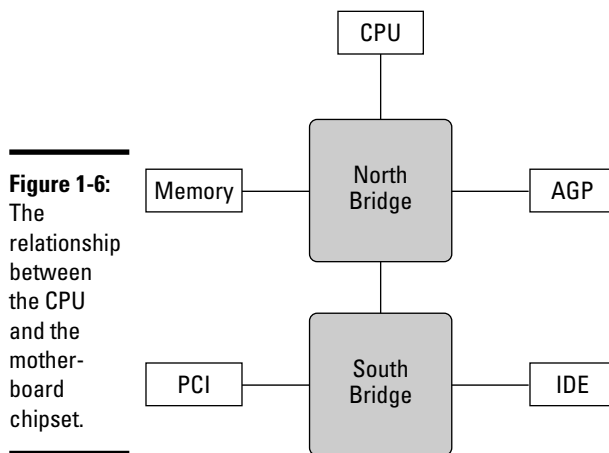 CPU
Figure 1-6:
The
relationship
between
the CPU
and the
mother-
board
chipset.
Memory
North
Bridge
AGP
PCI
South
Bridge
IDE